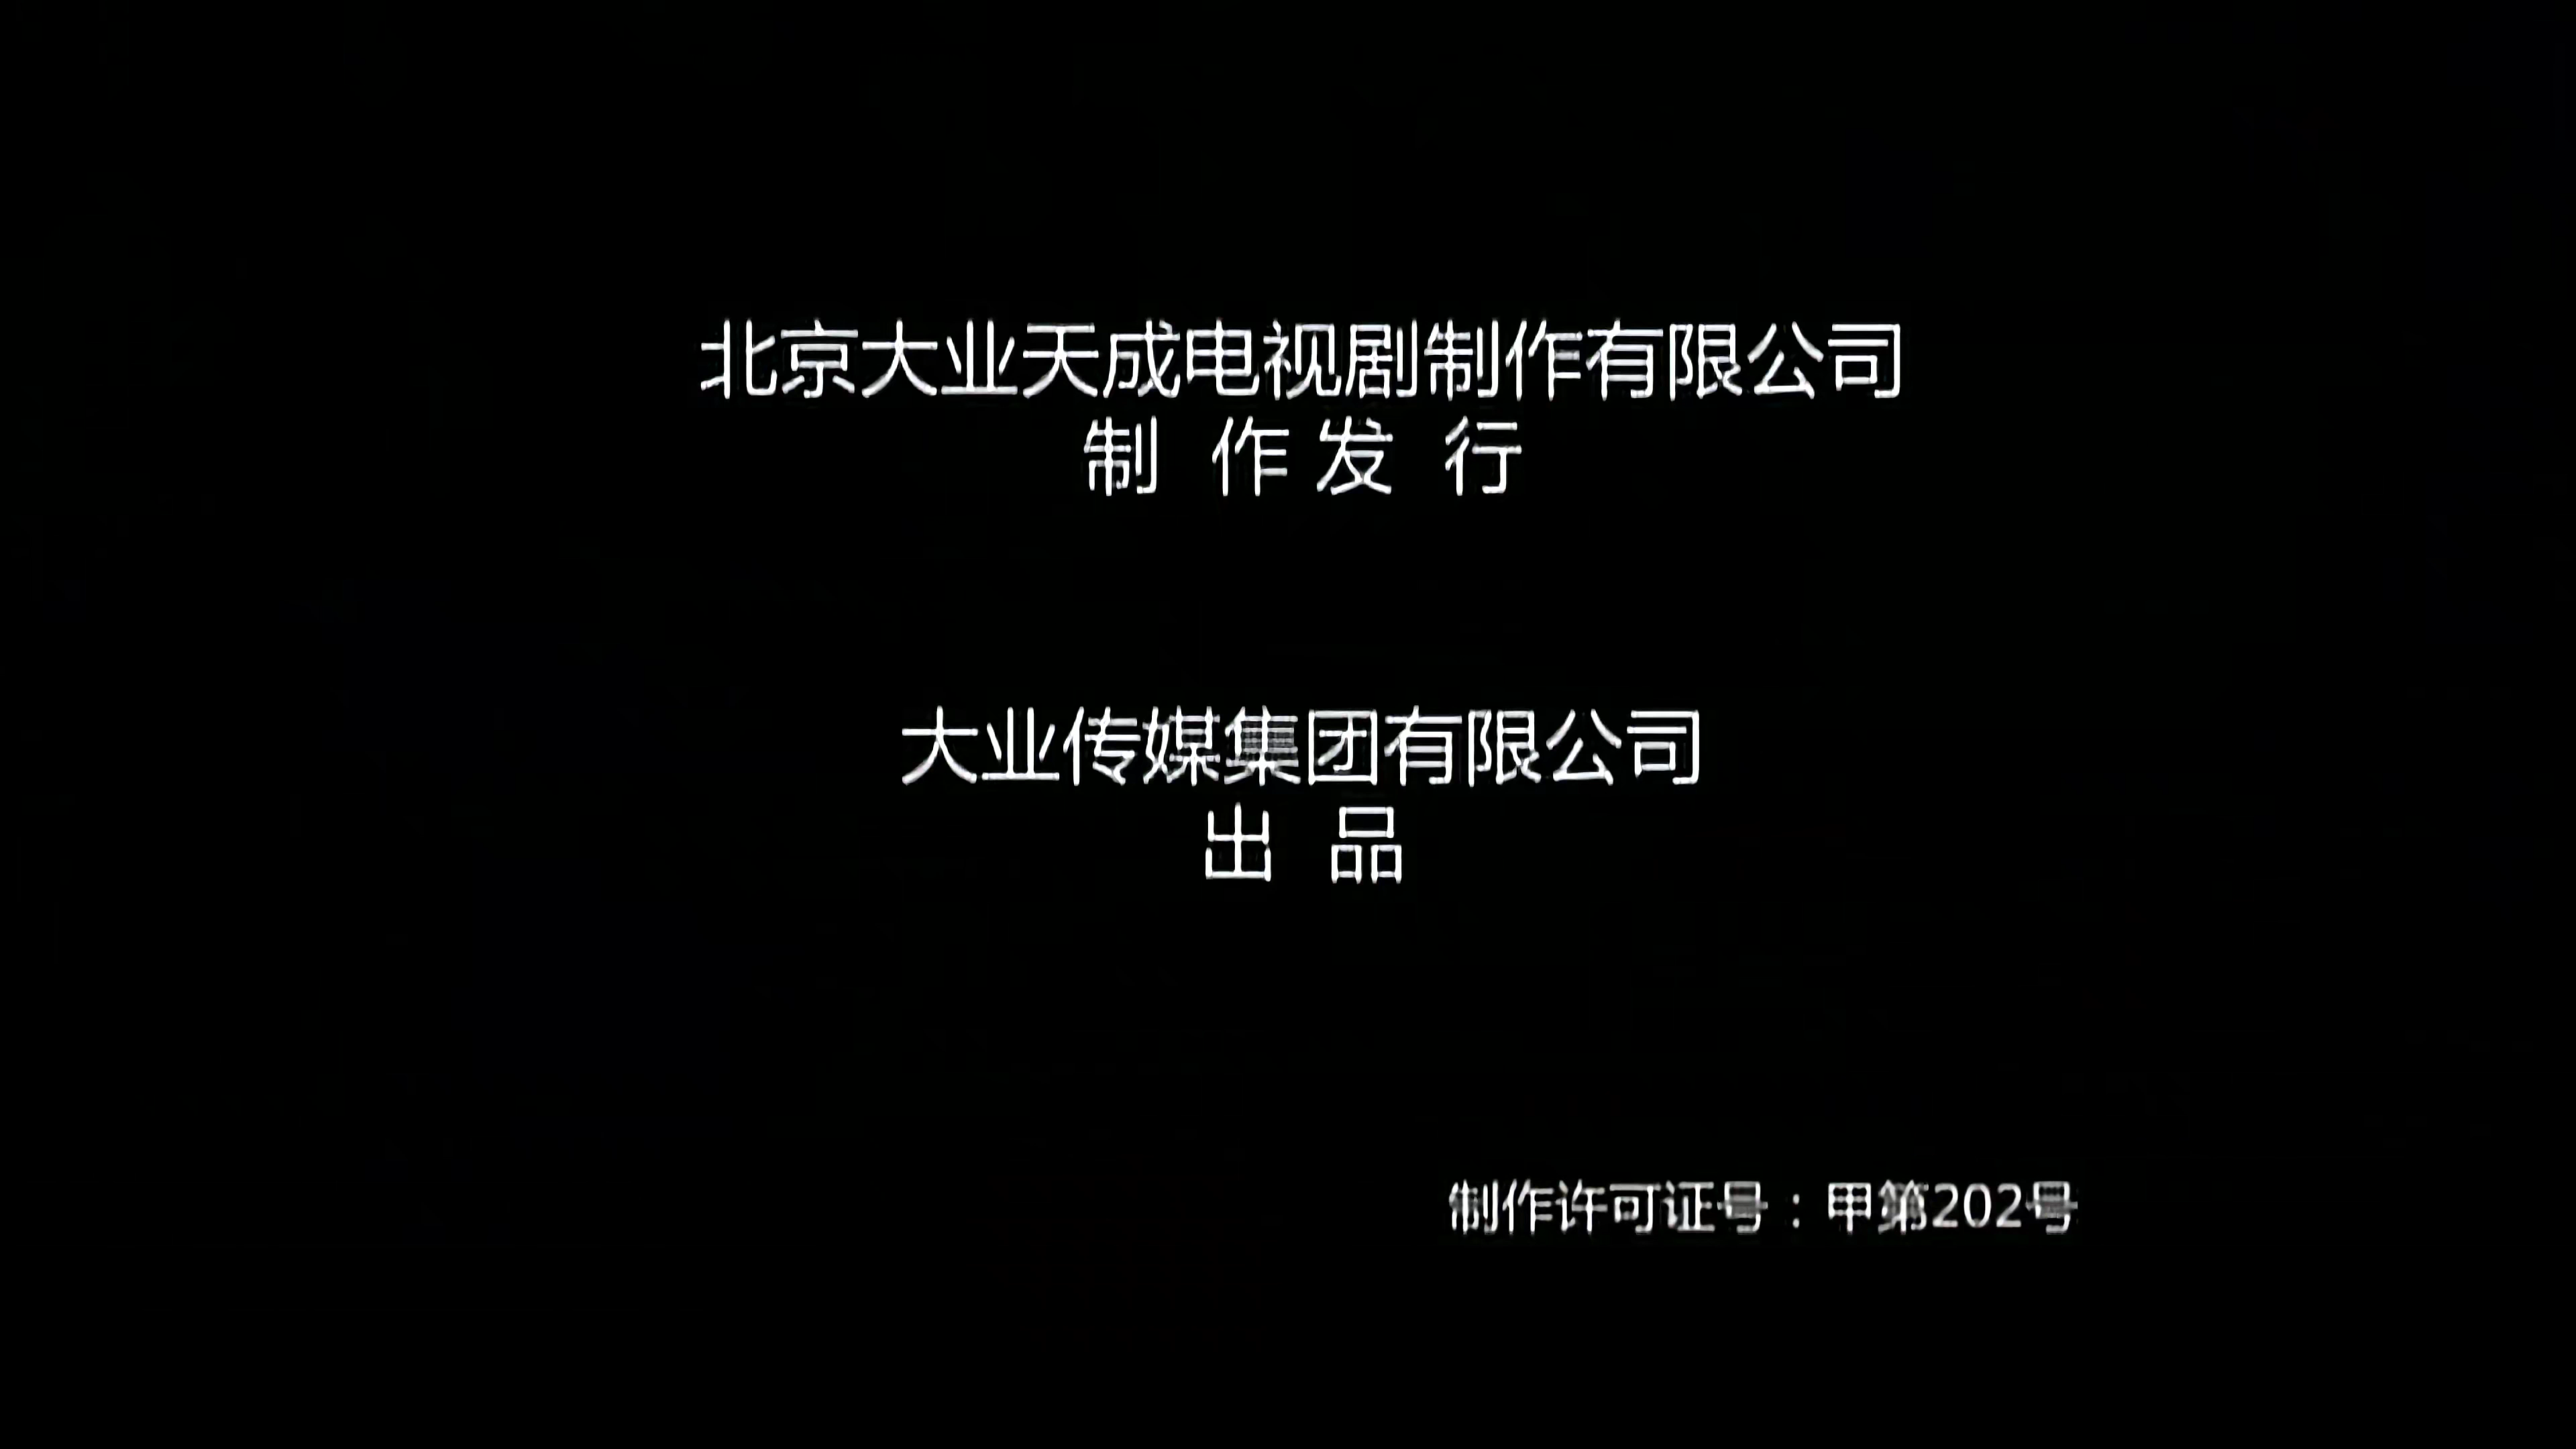 北京大业天成电视剧制作有限公司
制 作 发 行
大业传媒集团有限公司
出 品
制作许可证号：甲第202号